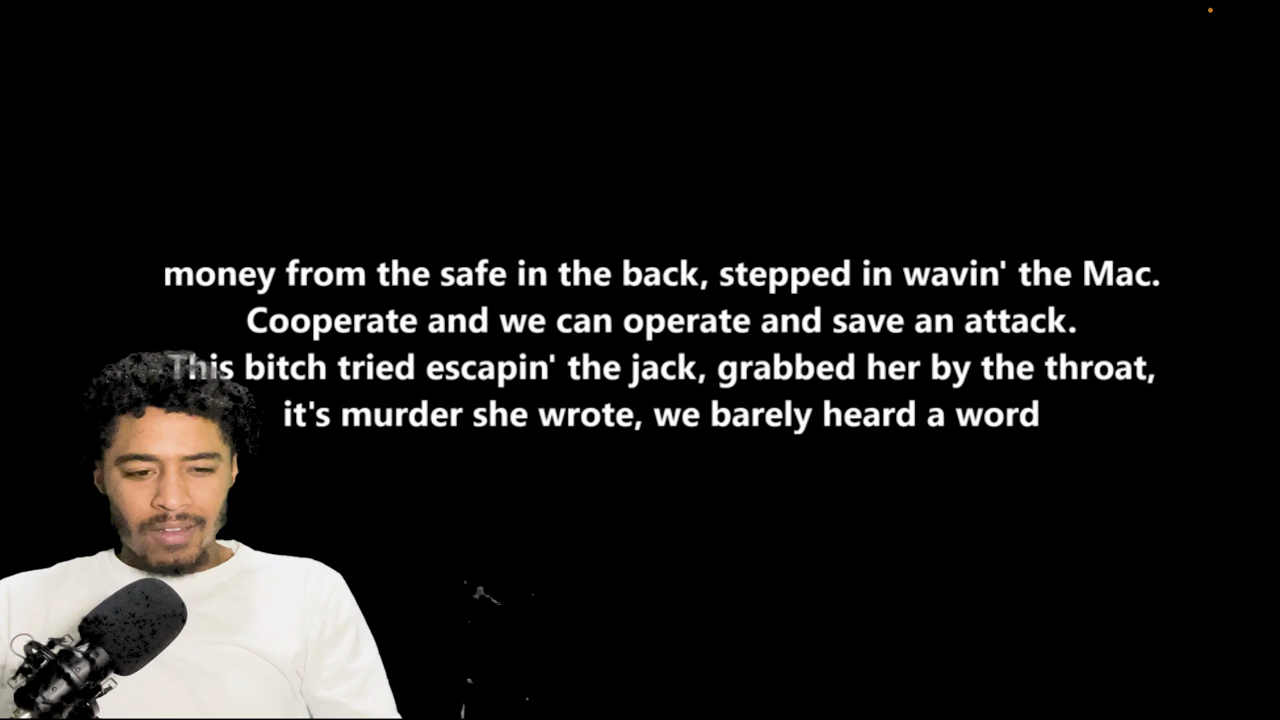 money from the safe in the back, stepped in wavin' the Mac.
Cooperate and we can operate and save an attack.
This bitch tried escapin' the jack, grabbed her by the throat,
it's murder she wrote, we barely heard a word